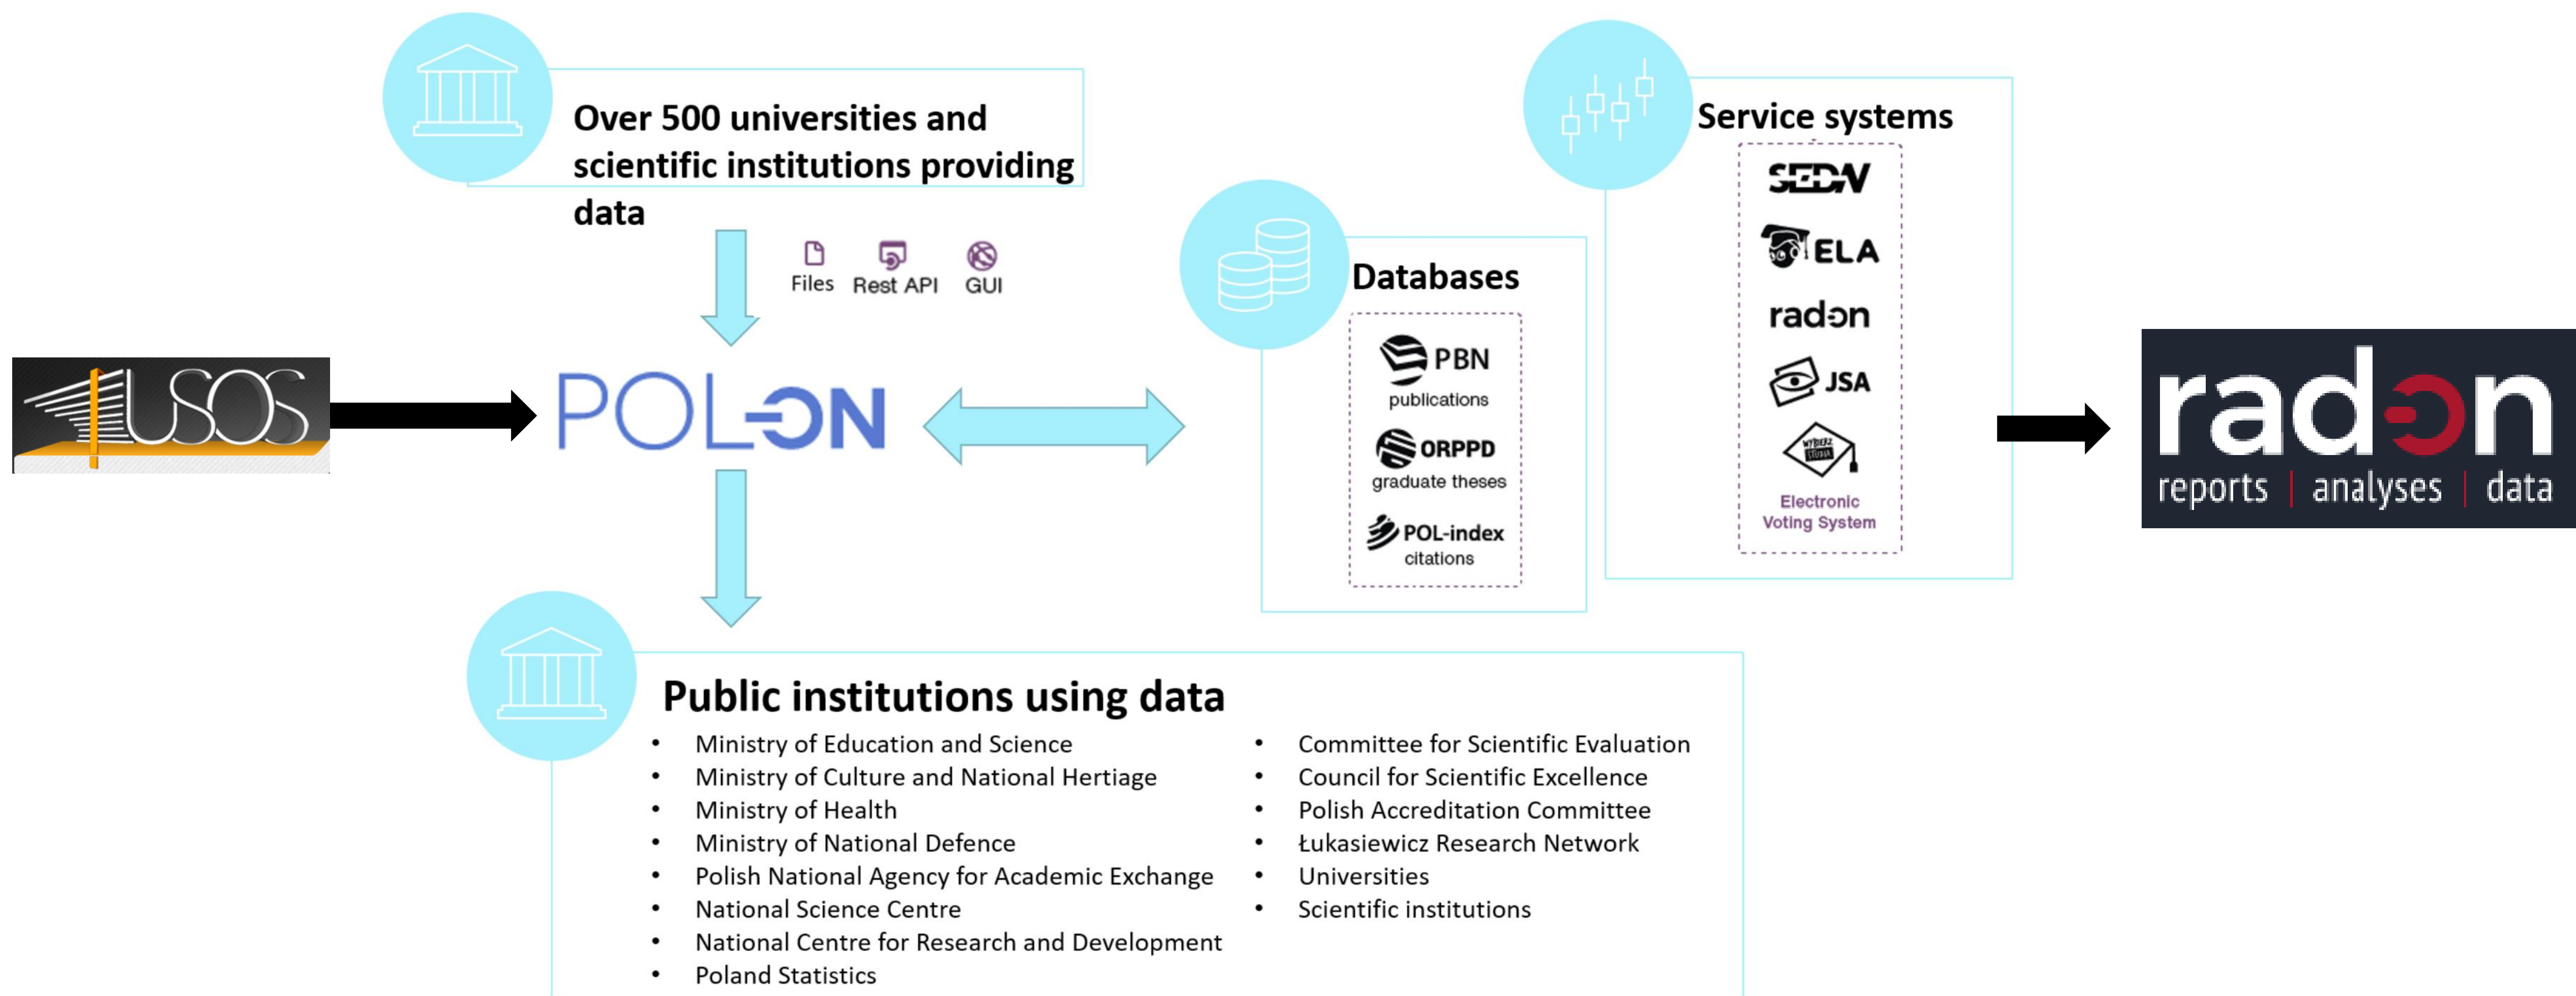 Over 500 universities and
scientific institutions providing
data
Files Rest API GUI
USOS
POL-ON
Databases
PBN
publications
ORPPD
graduate theses
POL-index
citations
Service systems
SEDN
ELA
radon
JSA
WYBIERZ
STUDIA
Electronic
Voting System
radon
reports | analyses | data
Public institutions using data
• Ministry of Education and Science
• Ministry of Culture and National Hertiage
• Ministry of Health
• Ministry of National Defence
• Polish National Agency for Academic Exchange
• National Science Centre
• National Centre for Research and Development
• Poland Statistics
• Committee for Scientific Evaluation
• Council for Scientific Excellence
• Polish Accreditation Committee
• Łukasiewicz Research Network
• Universities
• Scientific institutions